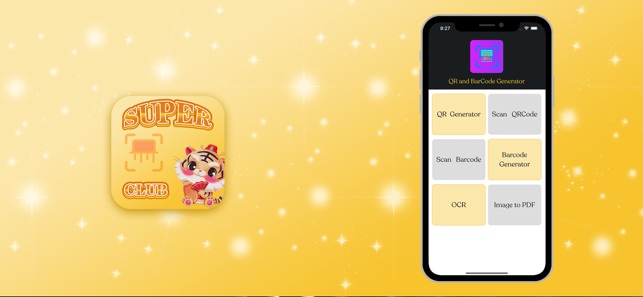 SUPER
CLUB
8:27
QR and BarCode Generator
QR Generator
Scan QRCode
Scan Barcode
Barcode
Generator
OCR
Image to PDF